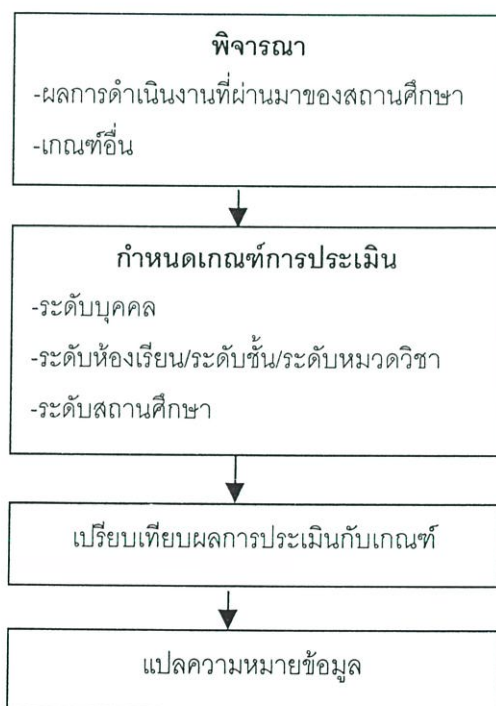 พิจารณา
-ผลการดำเนินงานที่ผ่านมาของสถานศึกษา
-เกณฑ์อื่น
กำหนดเกณฑ์การประเมิน
-ระดับบุคคล
-ระดับห้องเรียน/ระดับชั้น/ระดับหมวดวิชา
-ระดับสถานศึกษา
เปรียบเทียบผลการประเมินกับเกณฑ์
แปลความหมายข้อมูล